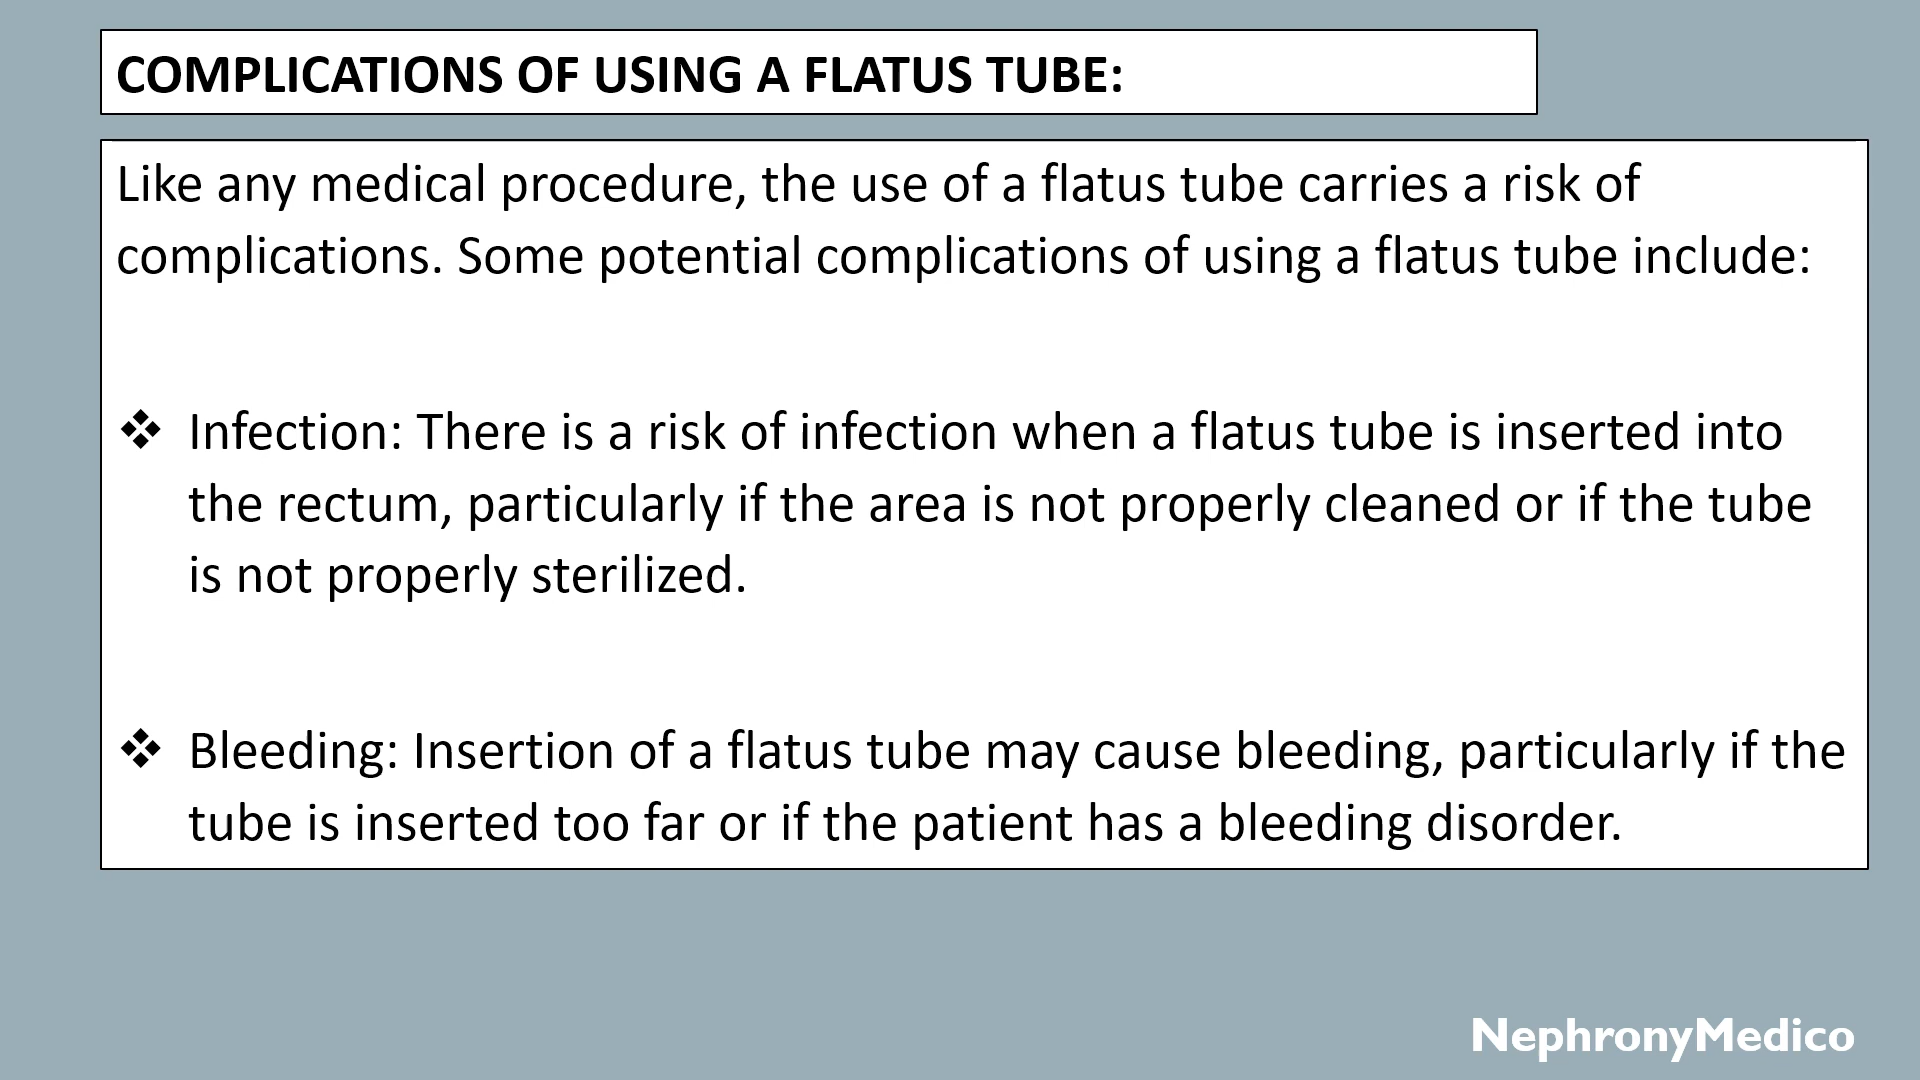 COMPLICATIONS OF USING A FLATUS TUBE:
Like any medical procedure, the use of a flatus tube carries a risk of
complications. Some potential complications of using a flatus tube include:
❖ Infection: There is a risk of infection when a flatus tube is inserted into
the rectum, particularly if the area is not properly cleaned or if the tube
is not properly sterilized.
❖ Bleeding: Insertion of a flatus tube may cause bleeding, particularly if the
tube is inserted too far or if the patient has a bleeding disorder.
NephronyMedico